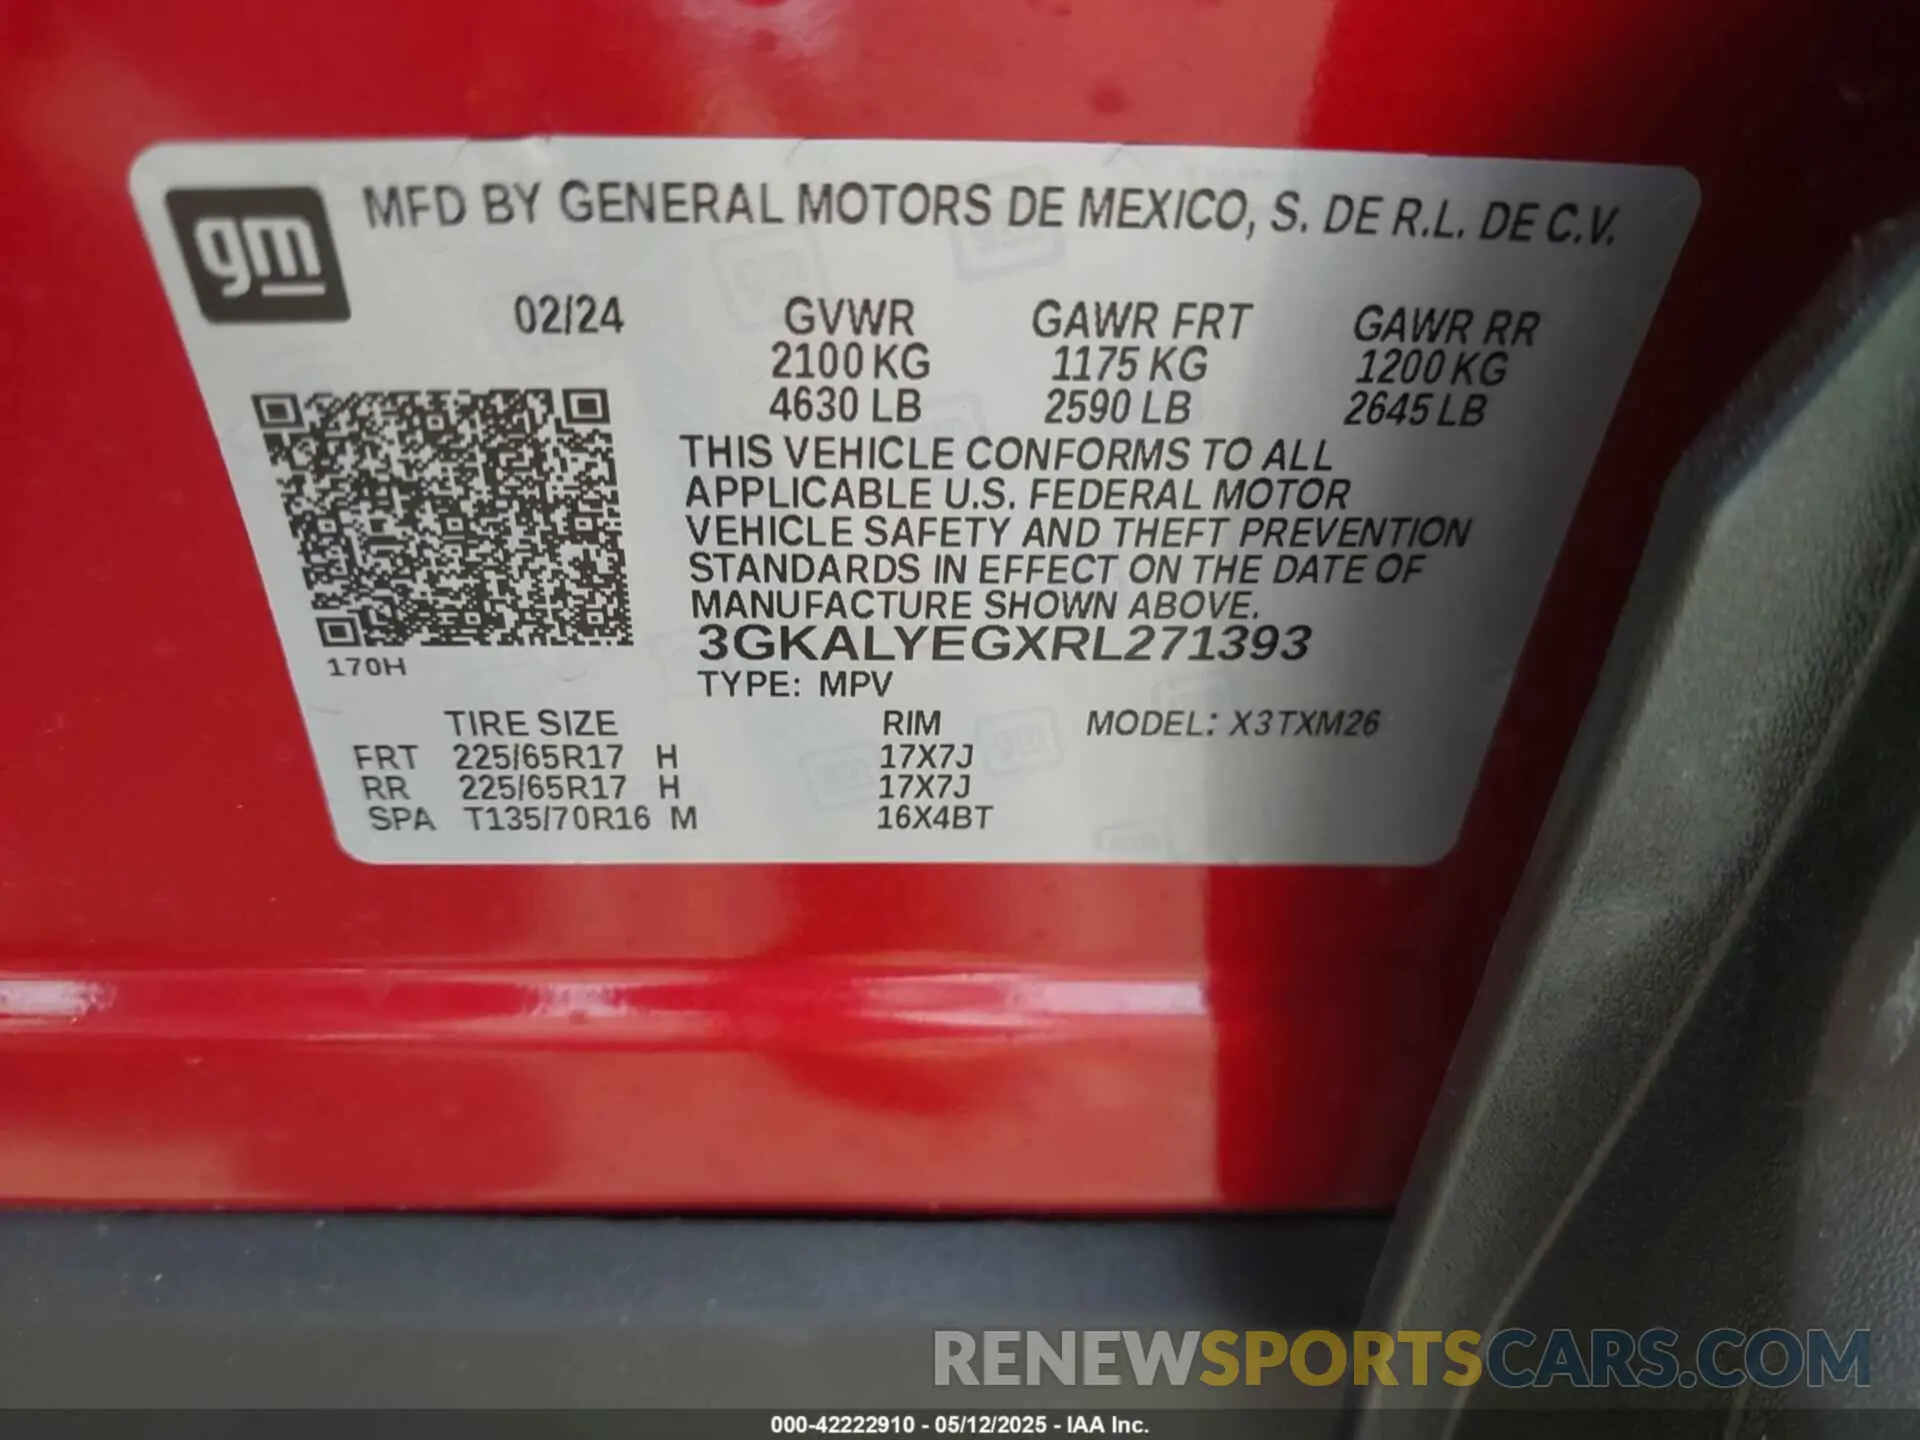 gm
MFD BY GENERAL MOTORS DE MEXICO, S. DE R.L. DE C.V.
02/24 GVWR GAWR FRT GAWR RR
2100 KG 1175 KG 1200 KG
4630 LB 2590 LB 2645 LB
THIS VEHICLE CONFORMS TO ALL
APPLICABLE U.S. FEDERAL MOTOR
VEHICLE SAFETY AND THEFT PREVENTION
STANDARDS IN EFFECT ON THE DATE OF
MANUFACTURE SHOWN ABOVE.
3GKALYEGXRL271393
170H
TYPE: MPV
TIRE SIZE RIM MODEL: X3TXM26
FRT 225/65R17 H 17X7J
RR 225/65R17 H 17X7J
SPA T135/70R16 M 16X4BT
RENEWSPORTSCARS.COM
000-42222910 - 05/12/2025 - IAA Inc.